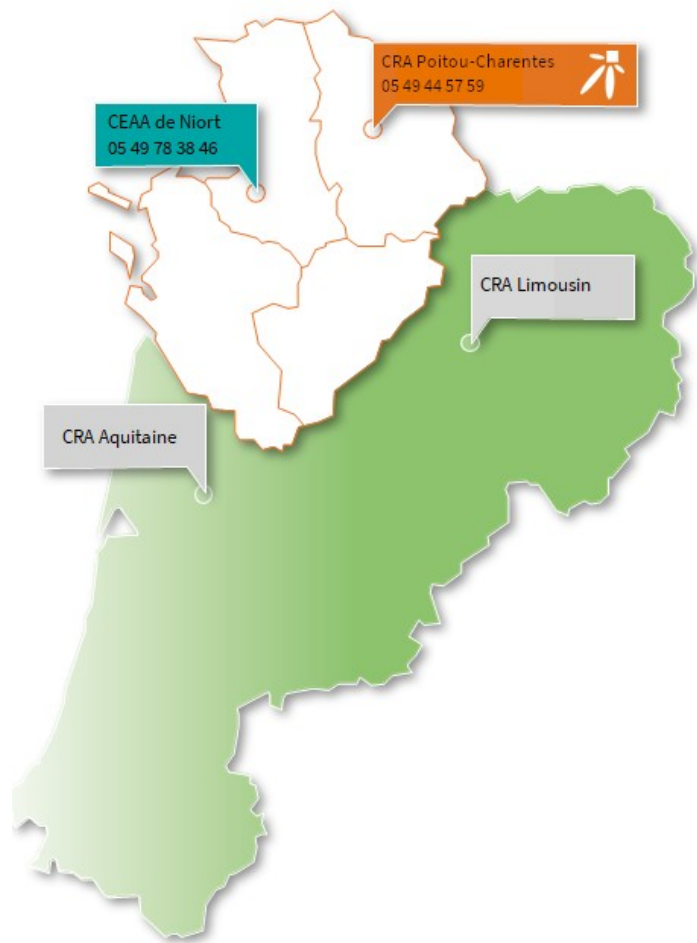 CRA Poitou-Charentes
05 49 44 57 59
CEAA de Niort
05 49 78 38 46
CRA Limousin
CRA Aquitaine